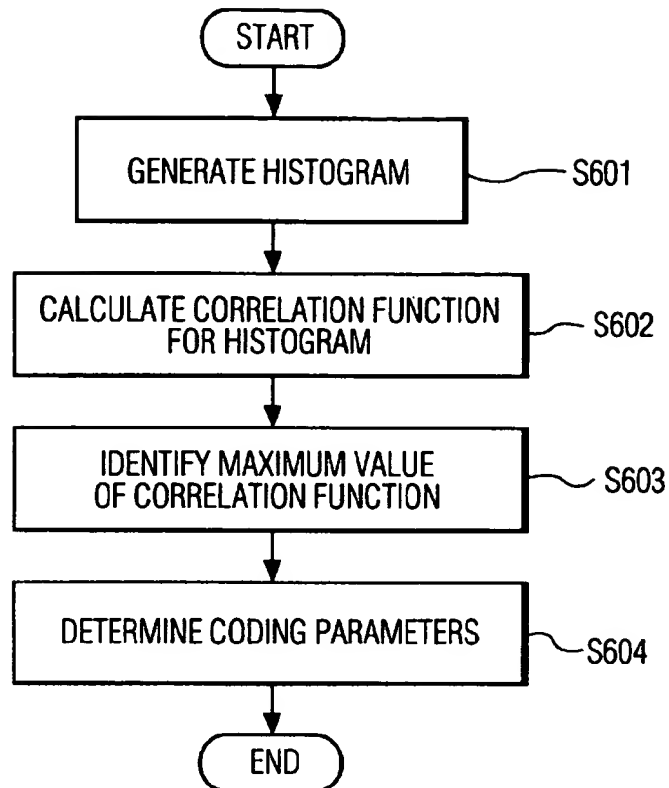 START
GENERATE HISTOGRAM
S601
CALCULATE CORRELATION FUNCTION
FOR HISTOGRAM
S602
IDENTIFY MAXIMUM VALUE
OF CORRELATION FUNCTION
S603
DETERMINE CODING PARAMETERS
S604
END